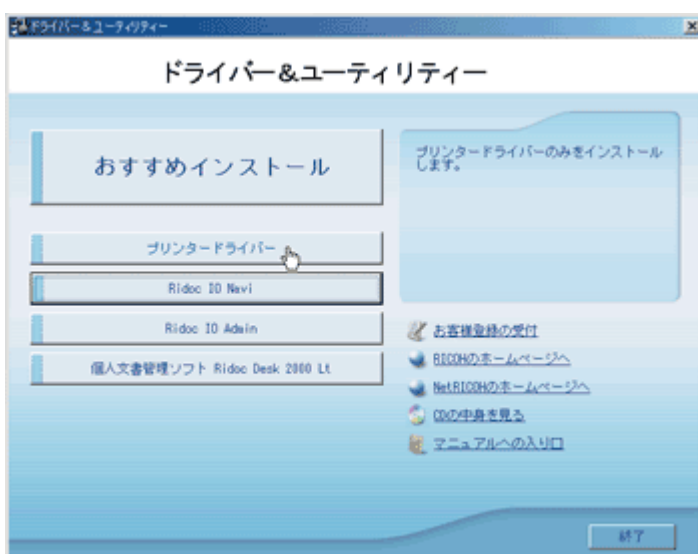 ドライバー&ユーティリティー
ドライバー&ユーティリティー
おすすめインストール
プリンタードライバー
Ridoc IO Navi
Ridoc IO Admin
個人文書管理ソフト Ridoc Desk 2000 Lt
プリンタードライバーのみをインストール
します。
お客様登録の受付
RICOHのホームページへ
NetRICOHのホームページへ
CDの中身を見る
マニュアルへの入り口
終了